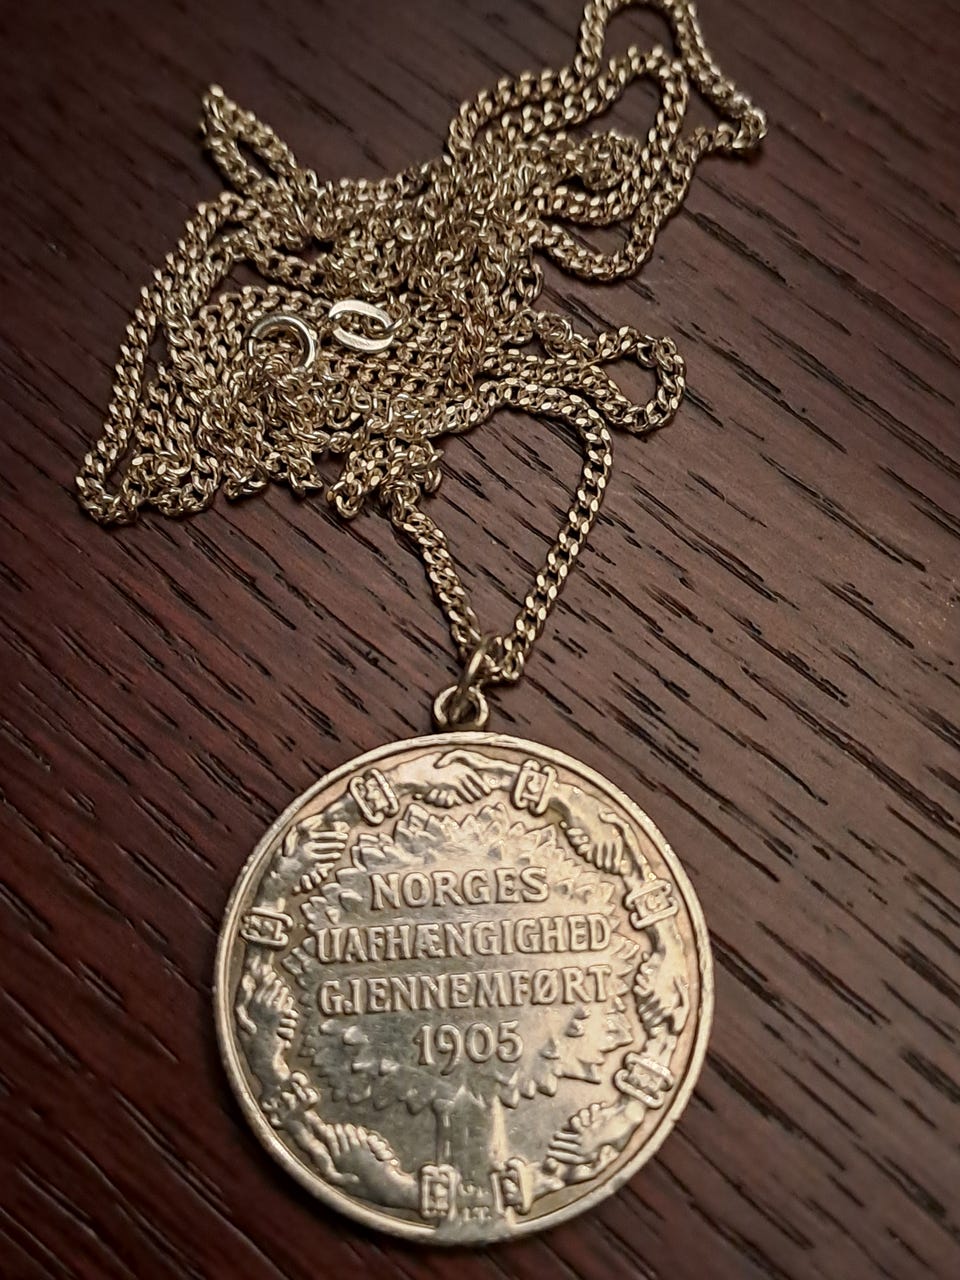 NORGES
UAFHÆNGIGHED
GJENNEMFØRT
1905